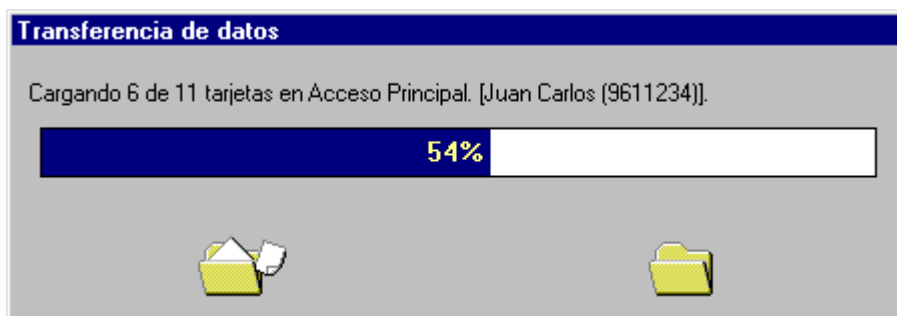 Transferencia de datos
Cargando 6 de 11 tarjetas en Acceso Principal. [Juan Carlos (9611234)].
54%